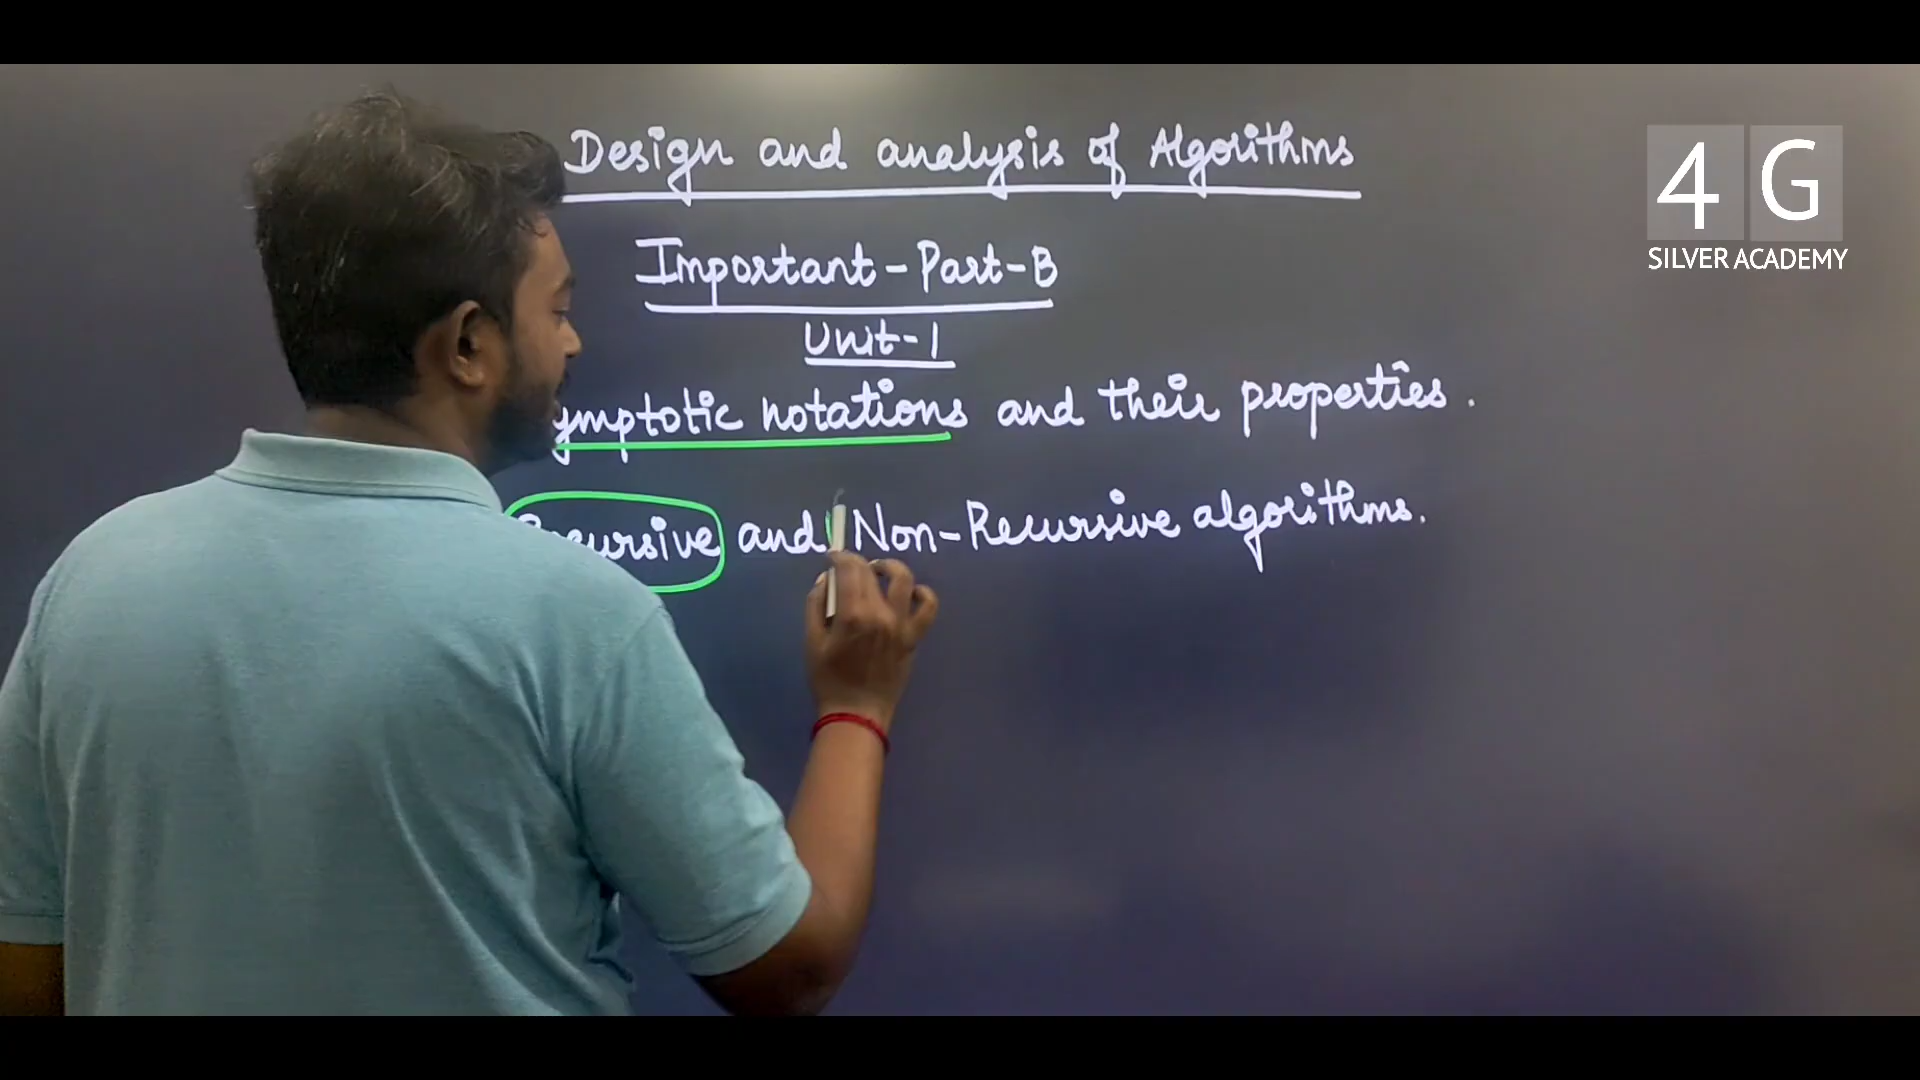 Design and analysis of Algorithms
4 G
SILVER ACADEMY
Important-Part-B
Unit-1
notations and their properties.
and Non-Recursive algorithms.